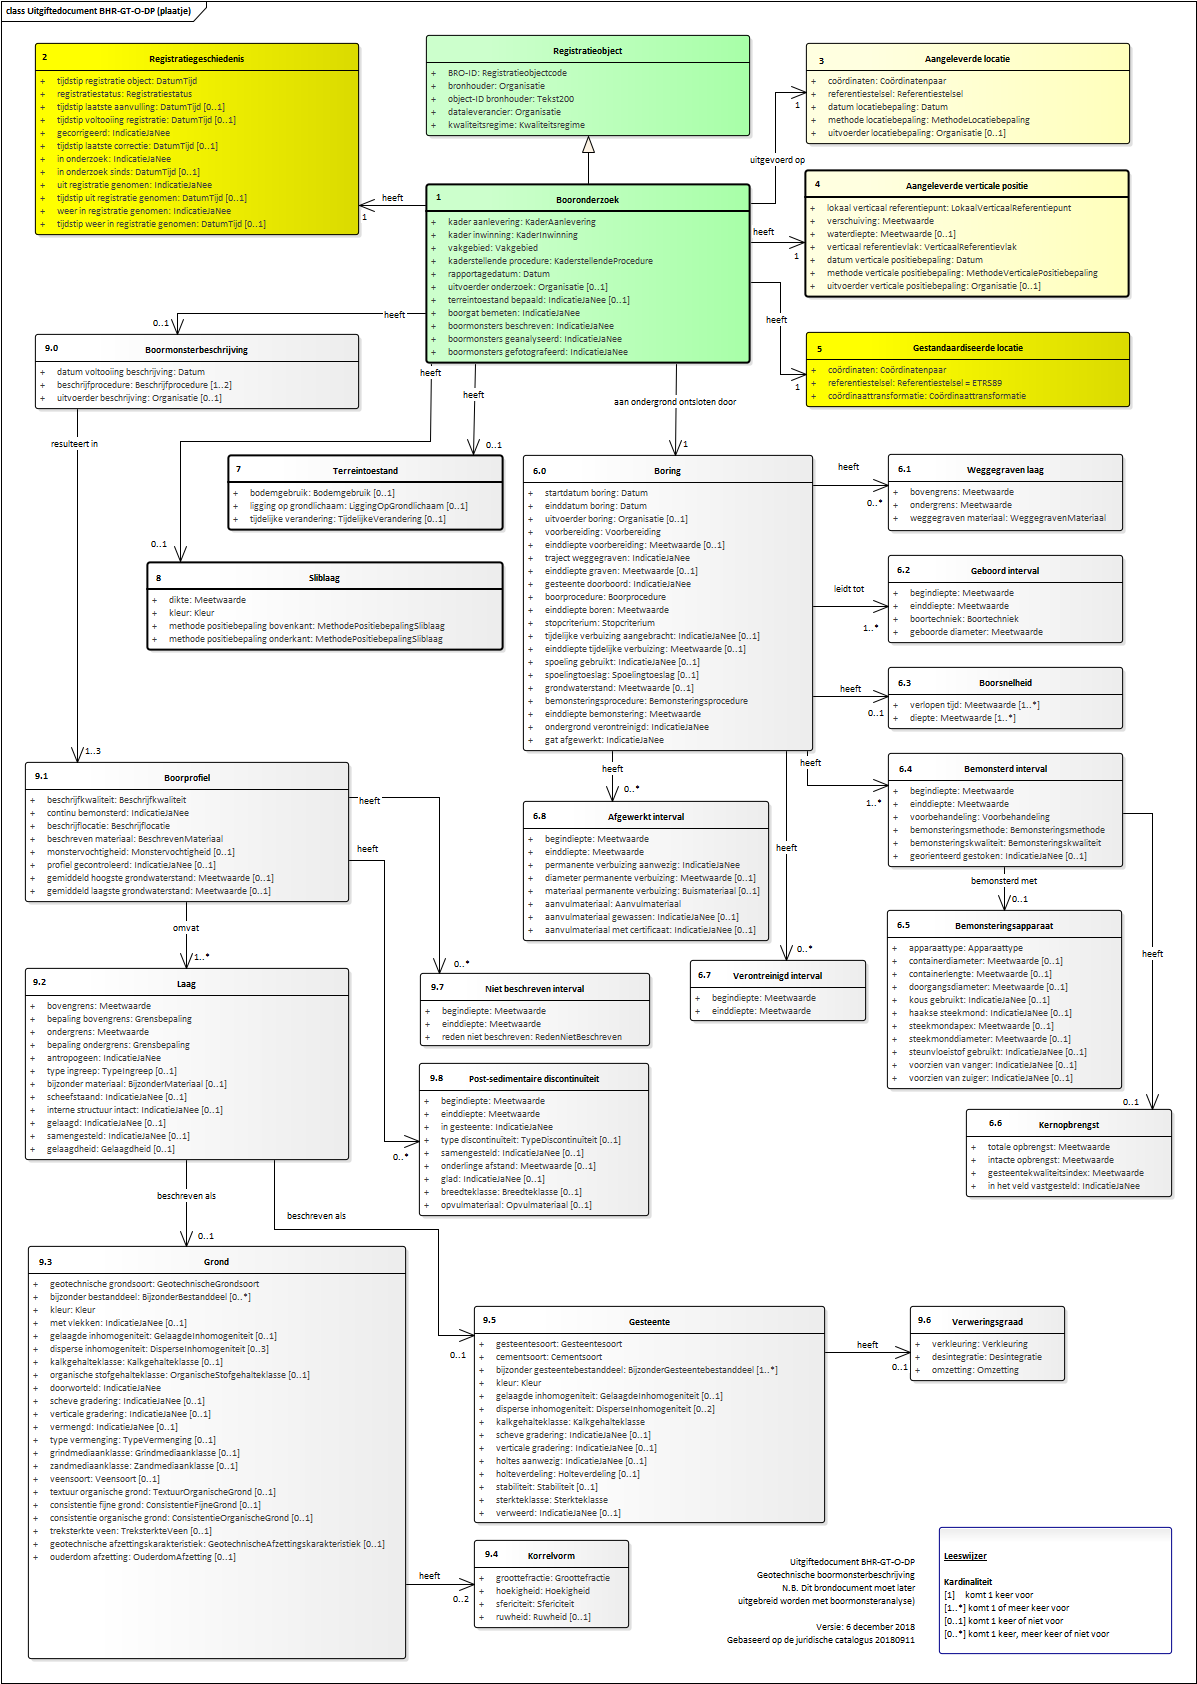 class Uitgiftedocument BHR-GT-O-DP (plaatje)
2 Registratiegeschiedenis
+ tijdstip registratie object: DatumTijd
+ registratiestatus: Registratiestatus
+ tijdstip laatste aanvulling: DatumTijd [0..1]
+ tijdstip voltooiing registratie: DatumTijd [0..1]
+ gecorrigeerd: IndicatieJaNee
+ tijdstip laatste correctie: DatumTijd [0..1]
+ in onderzoek: IndicatieJaNee
+ in onderzoek sinds: DatumTijd [0..1]
+ uit registratie genomen: IndicatieJaNee
+ tijdstip uit registratie genomen: DatumTijd [0..1]
+ weer in registratie genomen: IndicatieJaNee
+ tijdstip weer in registratie genomen: DatumTijd [0..1]
Registratieobject
+ BRO-ID: Registratieobjectcode
+ bronhouder: Organisatie
+ object-ID bronhouder: Tekst200
+ dataleverancier: Organisatie
+ kwaliteitsregime: Kwaliteitsregime
3 Aangeleverde locatie
+ coördinaten: Coördinatenpaar
+ referentiestelsel: Referentiestelsel
+ datum locatiebepaling: Datum
+ methode locatiebepaling: MethodeLocatiebepaling
+ uitvoerder locatiebepaling: Organisatie [0..1]
uitgevoerd op
1
heeft
1
1 Booronderzoek
+ kader aanlevering: KaderAanlevering
+ kader inwinning: KaderInwinning
+ vakgebied: Vakgebied
+ kaderstellende procedure: KaderstellendeProcedure
+ rapportagedatum: Datum
+ uitvoerder onderzoek: Organisatie [0..1]
+ terreintoestand bepaald: IndicatieJaNee [0..1]
+ boorgat bemeten: IndicatieJaNee
+ boormonsters beschreven: IndicatieJaNee
+ boormonsters geanalyseerd: IndicatieJaNee
+ boormonsters gefotografeerd: IndicatieJaNee
heeft
1
4 Aangeleverde verticale positie
+ lokaal verticaal referentiepunt: LokaalVerticaalReferentiepunt
+ verschuiving: Meetwaarde
+ waterdiepte: Meetwaarde [0..1]
+ verticaal referentievlak: VerticaalReferentievlak
+ datum verticale positiebepaling: Datum
+ methode verticale positiebepaling: MethodeVerticalePositiebepaling
+ uitvoerder verticale positiebepaling: Organisatie [0..1]
heeft
1
5 Gestandaardiseerde locatie
+ coördinaten: Coördinatenpaar
+ referentiestelsel: Referentiestelsel = ETRS89
+ coördinaattransformatie: Coördinaattransformatie
heeft
0..1
9.0 Boormonsterbeschrijving
+ datum voltooiing beschrijving: Datum
+ beschrijfprocedure: Beschrijfprocedure [1..2]
+ uitvoerder beschrijving: Organisatie [0..1]
heeft
heeft
aan ondergrond ontsloten door
resulteert in
0..1
1
7 Terreintoestand
+ bodemgebruik: Bodemgebruik [0..1]
+ ligging op grondlichaam: LiggingOpGrondlichaam [0..1]
+ tijdelijke verandering: TijdelijkeVerandering [0..1]
0..1
8 Sliblaag
+ dikte: Meetwaarde
+ kleur: Kleur
+ methode positiebepaling bovenkant: MethodePositiebepalingSliblaag
+ methode positiebepaling onderkant: MethodePositiebepalingSliblaag
6.0 Boring
+ startdatum boring: Datum
+ einddatum boring: Datum
+ uitvoerder boring: Organisatie [0..1]
+ voorbereiding: Voorbereiding
+ einddiepte voorbereiding: Meetwaarde [0..1]
+ traject weggegraven: IndicatieJaNee
+ einddiepte graven: Meetwaarde [0..1]
+ gesteente doorboord: IndicatieJaNee
+ boorprocedure: Boorprocedure
+ einddiepte boren: Meetwaarde
+ stopcriterium: Stopcriterium
+ tijdelijke verbuizing aangebracht: IndicatieJaNee [0..1]
+ einddiepte tijdelijke verbuizing: Meetwaarde [0..1]
+ spoeling gebruikt: IndicatieJaNee [0..1]
+ spoelingtoeslag: Spoelingtoeslag [0..1]
+ grondwaterstand: Meetwaarde [0..1]
+ bemonsteringsprocedure: Bemonsteringsprocedure
+ einddiepte bemonstering: Meetwaarde
+ ondergrond verontreinigd: IndicatieJaNee
+ gat afgewerkt: IndicatieJaNee
heeft
0..*
6.1 Weggegraven laag
+ bovengrens: Meetwaarde
+ ondergrens: Meetwaarde
+ weggegraven materiaal: WeggegravenMateriaal
leidt tot
1..*
6.2 Geboord interval
+ begindiepte: Meetwaarde
+ einddiepte: Meetwaarde
+ boortechniek: Boortechniek
+ geboorde diameter: Meetwaarde
heeft
0..1
6.3 Boorsnelheid
+ verlopen tijd: Meetwaarde [1..*]
+ diepte: Meetwaarde [1..*]
heeft
1..*
6.4 Bemonsterd interval
+ begindiepte: Meetwaarde
+ einddiepte: Meetwaarde
+ voorbehandeling: Voorbehandeling
+ bemonsteringsmethode: Bemonsteringsmethode
+ bemonsteringskwaliteit: Bemonsteringskwaliteit
+ georienteerd gestoken: IndicatieJaNee [0..1]
bemonsterd met
0..1
6.5 Bemonsteringsapparaat
+ apparaattype: Apparaattype
+ containerdiameter: Meetwaarde [0..1]
+ containerlengte: Meetwaarde [0..1]
+ doorgangsdiameter: Meetwaarde [0..1]
+ kous gebruikt: IndicatieJaNee [0..1]
+ haakse steekmond: IndicatieJaNee [0..1]
+ steekmondapex: Meetwaarde [0..1]
+ steekmonddiameter: Meetwaarde [0..1]
+ steunvloeistof gebruikt: IndicatieJaNee [0..1]
+ voorzien van vanger: IndicatieJaNee [0..1]
+ voorzien van zuiger: IndicatieJaNee [0..1]
heeft
0..1
6.6 Kernopbrengst
+ totale opbrengst: Meetwaarde
+ intacte opbrengst: Meetwaarde
+ gesteentekwaliteitsindex: Meetwaarde
+ in het veld vastgesteld: IndicatieJaNee
heeft
0..*
6.8 Afgewerkt interval
+ begindiepte: Meetwaarde
+ einddiepte: Meetwaarde
+ permanente verbuizing aanwezig: IndicatieJaNee
+ diameter permanente verbuizing: Meetwaarde [0..1]
+ materiaal permanente verbuizing: Buismateriaal [0..1]
+ aanvulmateriaal: Aanvulmateriaal
+ aanvulmateriaal gewassen: IndicatieJaNee [0..1]
+ aanvulmateriaal met certificaat: IndicatieJaNee [0..1]
heeft
0..*
6.7 Verontreinigd interval
+ begindiepte: Meetwaarde
+ einddiepte: Meetwaarde
1..3
9.1 Boorprofiel
+ beschrijfkwaliteit: Beschrijfkwaliteit
+ continu bemonsterd: IndicatieJaNee
+ beschrijflocatie: Beschrijflocatie
+ beschreven materiaal: BeschrevenMateriaal
+ monstervochtigheid: Monstervochtigheid [0..1]
+ profiel gecontroleerd: IndicatieJaNee [0..1]
+ gemiddeld hoogste grondwaterstand: Meetwaarde [0..1]
+ gemiddeld laagste grondwaterstand: Meetwaarde [0..1]
heeft
heeft
omvat
1..*
0..*
9.2 Laag
+ bovengrens: Meetwaarde
+ bepaling bovengrens: Grensbepaling
+ ondergrens: Meetwaarde
+ bepaling ondergrens: Grensbepaling
+ antropogeen: IndicatieJaNee
+ type ingreep: TypeIngreep [0..1]
+ bijzonder materiaal: BijzonderMateriaal [0..1]
+ scheefstaand: IndicatieJaNee [0..1]
+ interne structuur intact: IndicatieJaNee [0..1]
+ gelaagd: IndicatieJaNee [0..1]
+ samengesteld: IndicatieJaNee [0..1]
+ gelaagdheid: Gelaagdheid [0..1]
9.7 Niet beschreven interval
+ begindiepte: Meetwaarde
+ einddiepte: Meetwaarde
+ reden niet beschreven: RedenNietBeschreven
0..*
9.8 Post-sedimentaire discontinuiteit
+ begindiepte: Meetwaarde
+ einddiepte: Meetwaarde
+ in gesteente: IndicatieJaNee
+ type discontinuiteit: TypeDiscontinuiteit [0..1]
+ samengesteld: IndicatieJaNee [0..1]
+ onderlinge afstand: Meetwaarde [0..1]
+ glad: IndicatieJaNee [0..1]
+ breedteklasse: Breedteklasse [0..1]
+ opvulmateriaal: Opvulmateriaal [0..1]
beschreven als
0..1
beschreven als
0..1
9.3 Grond
+ geotechnische grondsoort: GeotechnischeGrondsoort
+ bijzonder bestanddeel: BijzonderBestanddeel [0..*]
+ kleur: Kleur
+ met vlekken: IndicatieJaNee [0..1]
+ gelaagde inhomogeniteit: GelaagdeInhomogeniteit [0..1]
+ disperse inhomogeniteit: DisperseInhomogeniteit [0..3]
+ kalkgehalteklasse: Kalkgehalteklasse [0..1]
+ organische stofgehalteklasse: OrganischeStofgehalteklasse [0..1]
+ doorworteld: IndicatieJaNee
+ scheve gradering: IndicatieJaNee [0..1]
+ verticale gradering: IndicatieJaNee [0..1]
+ vermengd: IndicatieJaNee [0..1]
+ type vermenging: TypeVermenging [0..1]
+ grindmediaanklasse: Grindmediaanklasse [0..1]
+ zandmediaanklasse: Zandmediaanklasse [0..1]
+ veensoort: Veensoort [0..1]
+ textuur organische grond: TextuurOrganischeGrond [0..1]
+ consistentie fijne grond: ConsistentieFijneGrond [0..1]
+ consistentie organische grond: ConsistentieOrganischeGrond [0..1]
+ treksterkte veen: TreksterkteVeen [0..1]
+ geotechnische afzettingskarakteristiek: GeotechnischeAfzettingskarakteristiek [0..1]
+ ouderdom afzetting: OuderdomAfzetting [0..1]
9.5 Gesteente
+ gesteentesoort: Gesteentesoort
+ cementsoort: Cementsoort
+ bijzonder gesteentebestanddeel: BijzonderGesteentebestanddeel [1..*]
+ kleur: Kleur
+ gelaagde inhomogeniteit: GelaagdeInhomogeniteit [0..1]
+ disperse inhomogeniteit: DisperseInhomogeniteit [0..2]
+ kalkgehalteklasse: Kalkgehalteklasse
+ scheve gradering: IndicatieJaNee [0..1]
+ verticale gradering: IndicatieJaNee [0..1]
+ holtes aanwezig: IndicatieJaNee [0..1]
+ holteverdeling: Holteverdeling [0..1]
+ stabiliteit: Stabiliteit [0..1]
+ sterkteklasse: Sterkteklasse
+ verweerd: IndicatieJaNee [0..1]
heeft
0..1
9.6 Verweringsgraad
+ verkleuring: Verkleuring
+ desintegratie: Desintegratie
+ omzetting: Omzetting
heeft
0..2
9.4 Korrelvorm
+ groottefractie: Groottefractie
+ hoekigheid: Hoekigheid
+ sfericiteit: Sfericiteit
+ ruwheid: Ruwheid [0..1]
Uitgiftedocument BHR-GT-O-DP
Geotechnische boormonsterbeschrijving
N.B. Dit brondocument moet later
uitgebreid worden met boormonsteranalyse)
Versie: 6 december 2018
Gebaseerd op de juridische catalogus 20180911
Leeswijzer
Kardinaliteit
[1] komt 1 keer voor
[1..*] komt 1 of meer keer voor
[0..1] komt 1 keer of niet voor
[0..*] komt 1 keer, meer keer of niet voor